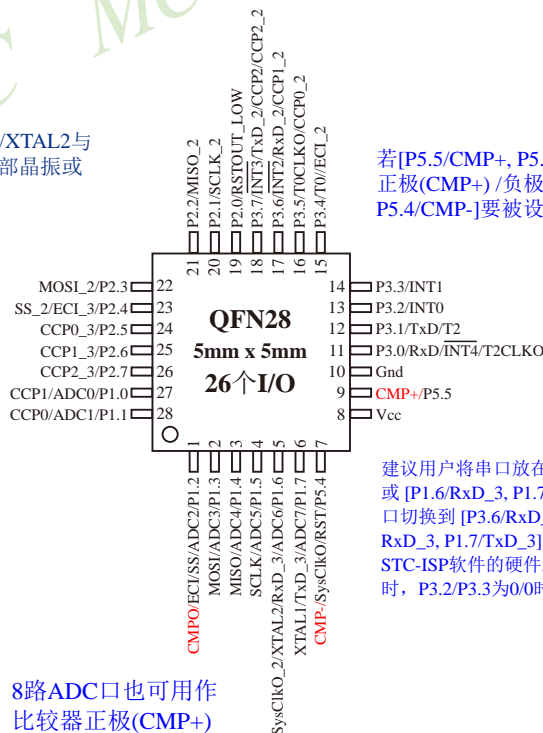 /XTAL2与
部晶振或
若[P5.5/CMP+, P5.
正极(CMP+) /负极
P5.4/CMP-]要被设
P2.2/MISO_2
P2.1/SCLK_2
P2.0/RSTOUT_LOW
P3.7/INT3/TxD_2/CCP2/CCP2_2
P3.6/INT2/RxD_2/CCP1_2
P3.5/T0CLKO/CCP0_2
P3.4/T0//ECI_2
21
20
19
18
17
16
15
MOSI_2/P2.3 22
SS_2/ECI_3/P2.4 23
CCP0_3/P2.5 24
CCP1_3/P2.6 25
CCP2_3/P2.7 26
CCP1/ADC0/P1.0 27
CCP0/ADC1/P1.1 28
QFN28
5mm x 5mm
26个I/O
14 P3.3/INT1
13 P3.2/INT0
12 P3.1/TxD/T2
11 P3.0/RxD/INT4/T2CLKO
10 Gnd
9 CMP+/P5.5
8 Vcc
1
2
3
4
5
6
7
CMPO/ECI/SS/ADC2/P1.2
MOSI/ADC3/P1.3
MISO/ADC4/P1.4
SCLK/ADC5/P1.5
SysClkO_2/XTAL2/RxD_3/ADC6/P1.6
XTAL1/TxD_3/ADC7/P1.7
CMP-/SysClkO/RST/P5.4
建议用户将串口放在
或 [P1.6/RxD_3, P1.7
口切换到 [P3.6/RxD_
RxD_3, P1.7/TxD_3]
STC-ISP软件的硬件
时，P3.2/P3.3为0/0时
8路ADC口也可用作
比较器正极(CMP+)